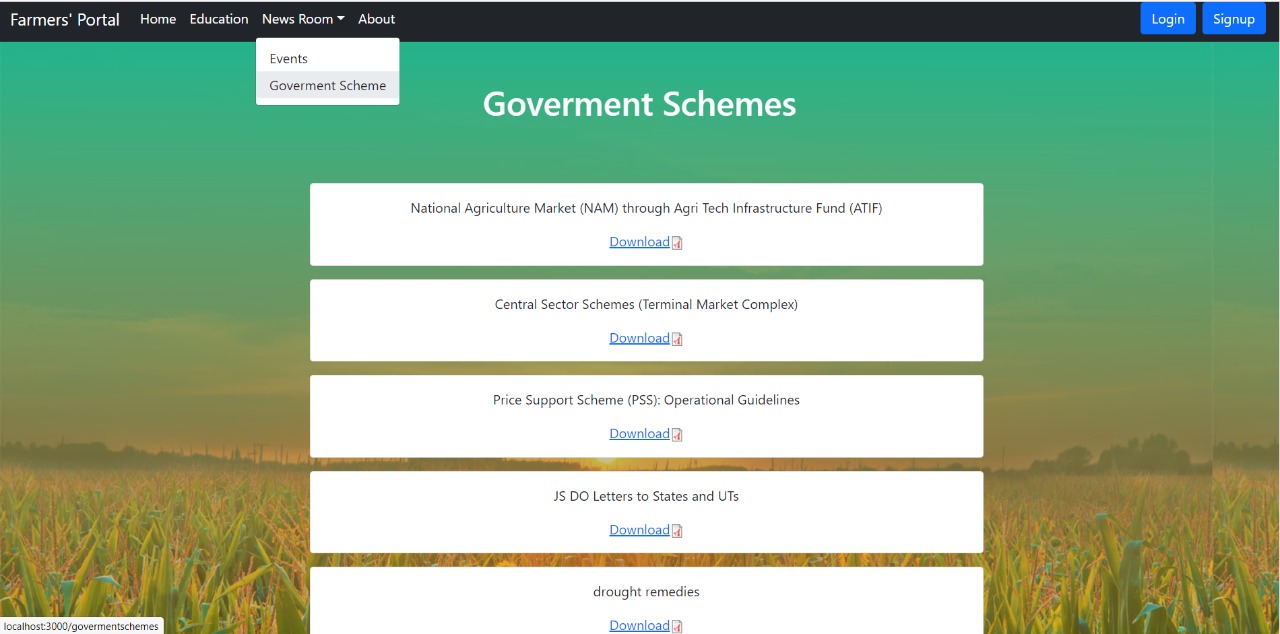 Farmers' Portal Home Education News Room About Login Signup
Events
Goverment Scheme
Goverment Schemes
National Agriculture Market (NAM) through Agri Tech Infrastructure Fund (ATIF)
Download
Central Sector Schemes (Terminal Market Complex)
Download
Price Support Scheme (PSS): Operational Guidelines
Download
JS DO Letters to States and UTs
Download
drought remedies
Download
localhost:3000/govermentschemes